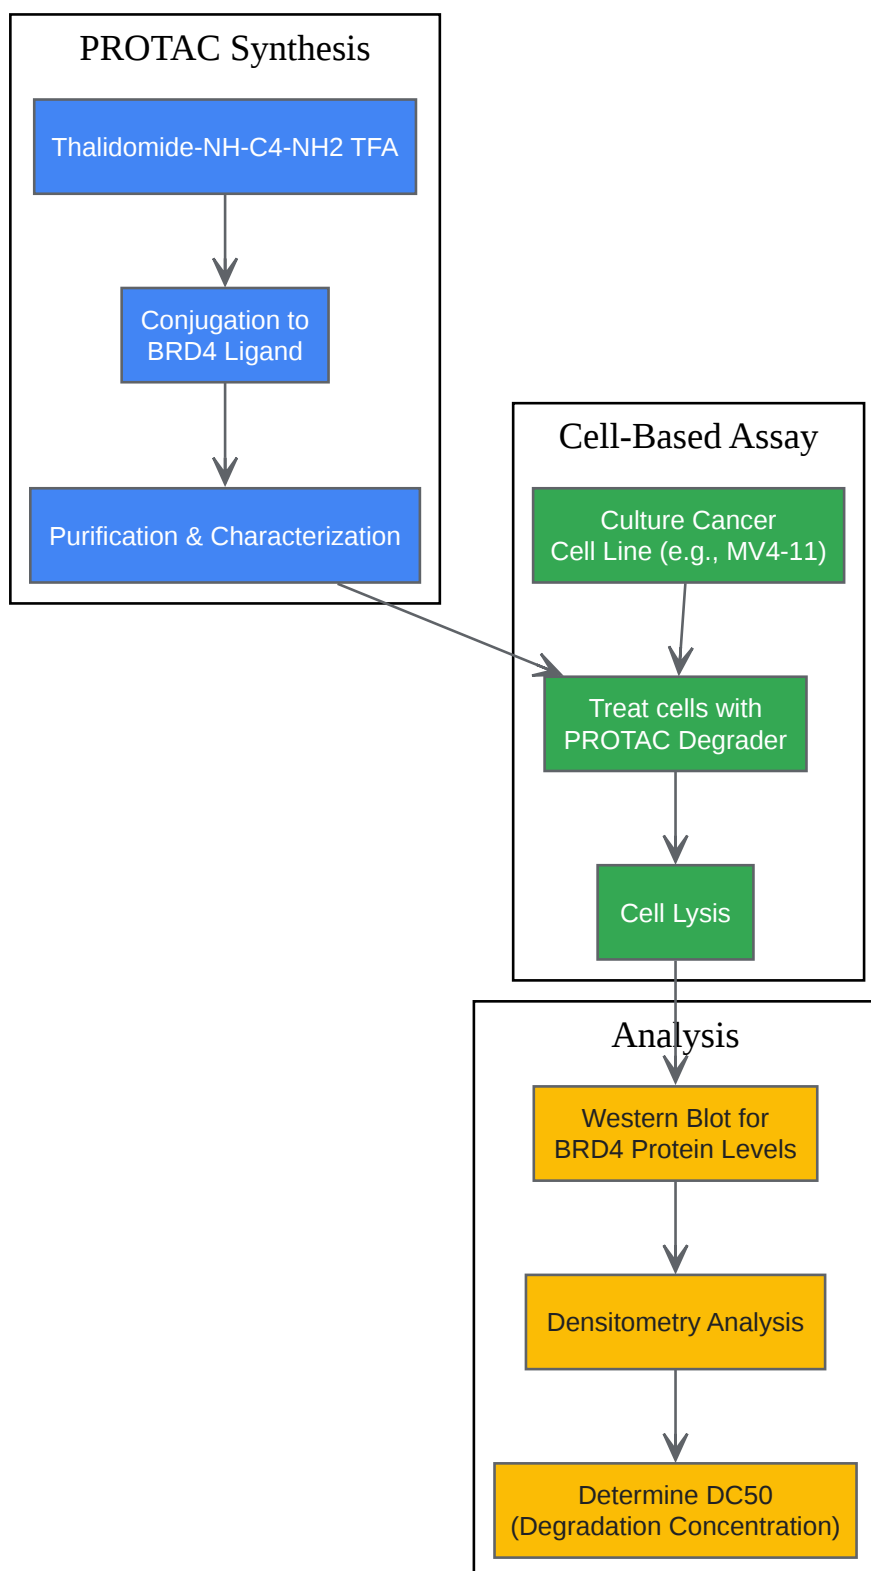 PROTAC Synthesis
Thalidomide-NH-C4-NH2 TFA
Conjugation to
BRD4 Ligand
Purification & Characterization
Cell-Based Assay
Culture Cancer
Cell Line (e.g., MV4-11)
Treat cells with
PROTAC Degrader
Cell Lysis
Analysis
Western Blot for
BRD4 Protein Levels
Densitometry Analysis
Determine DC50
(Degradation Concentration)